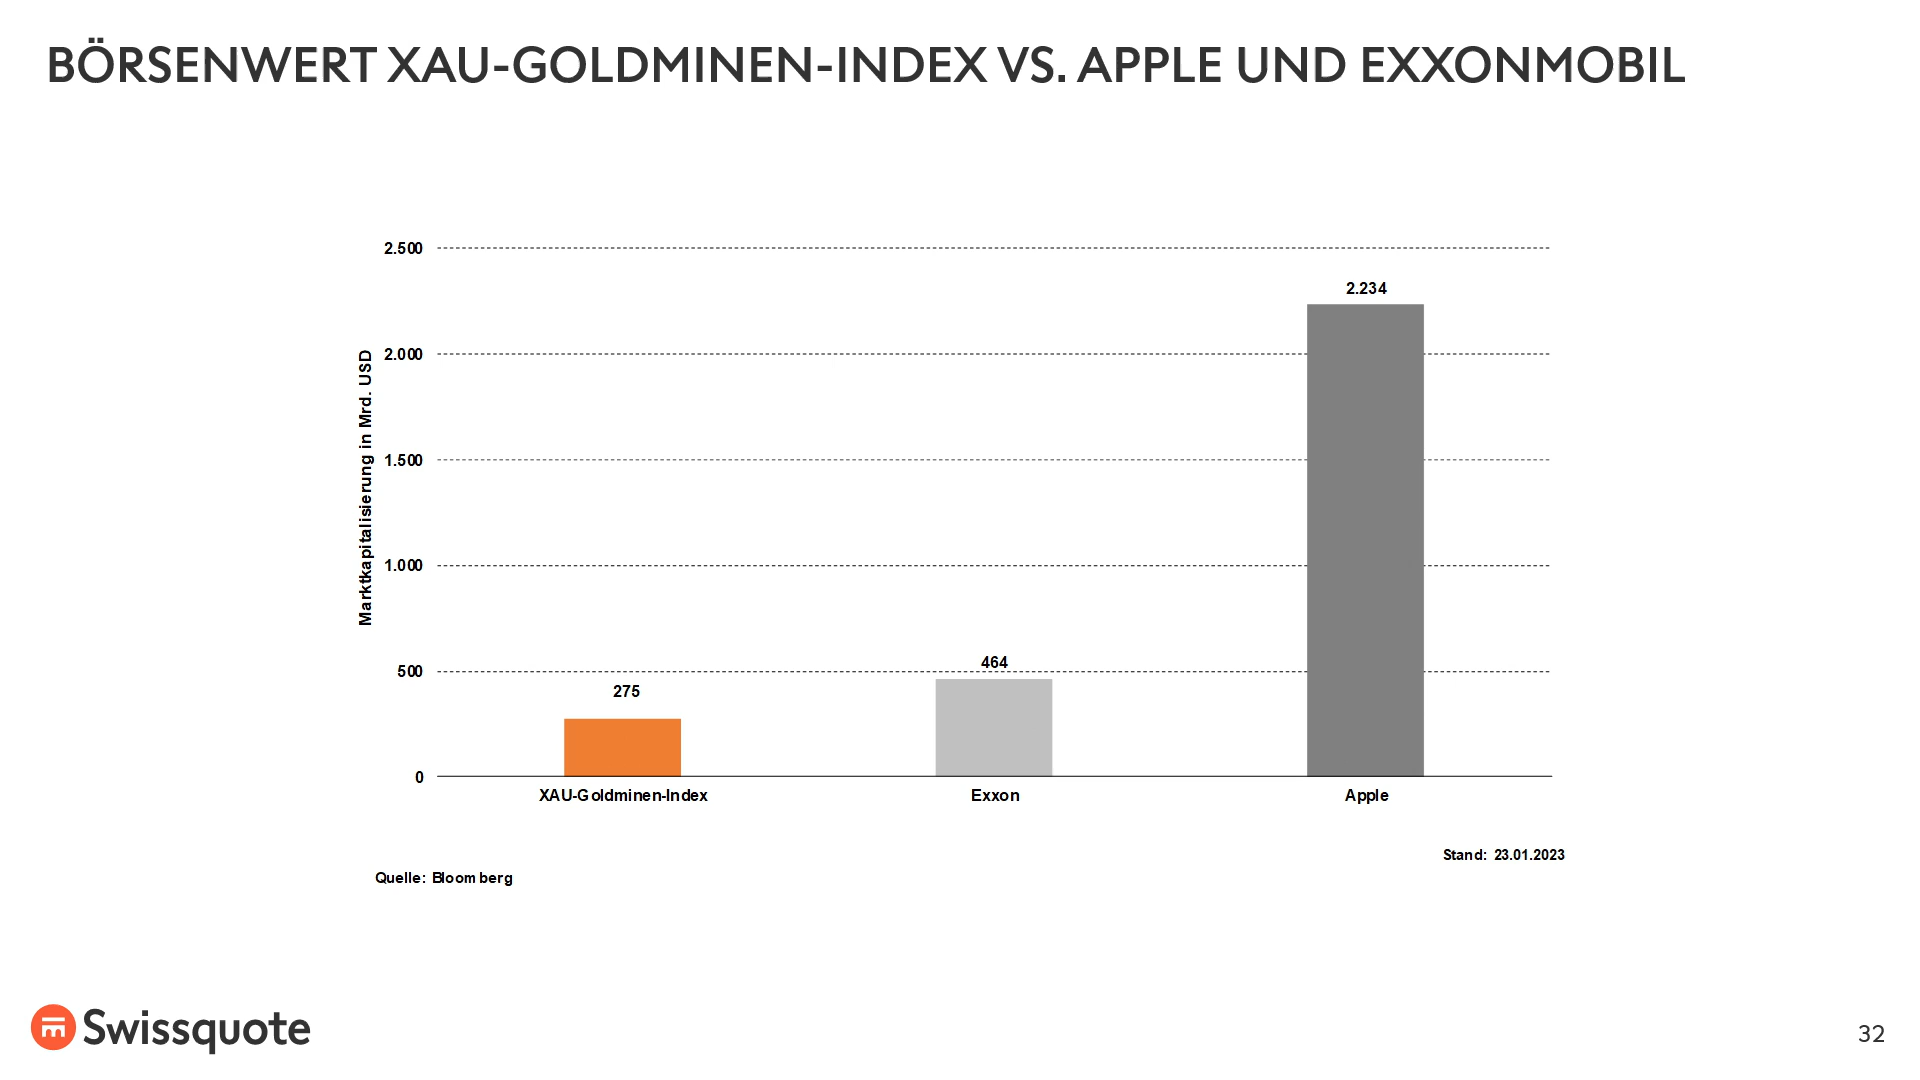 BÖRSENWERT XAU-GOLDMINEN-INDEX VS. APPLE UND EXXONMOBIL
Marktkapitalisierung in Mrd. USD
2.500
2.000
1.500
1.000
500
0
275
464
2.234
XAU-Goldminen-Index
Exxon
Apple
Stand: 23.01.2023
Quelle: Bloomberg
Swissquote
32